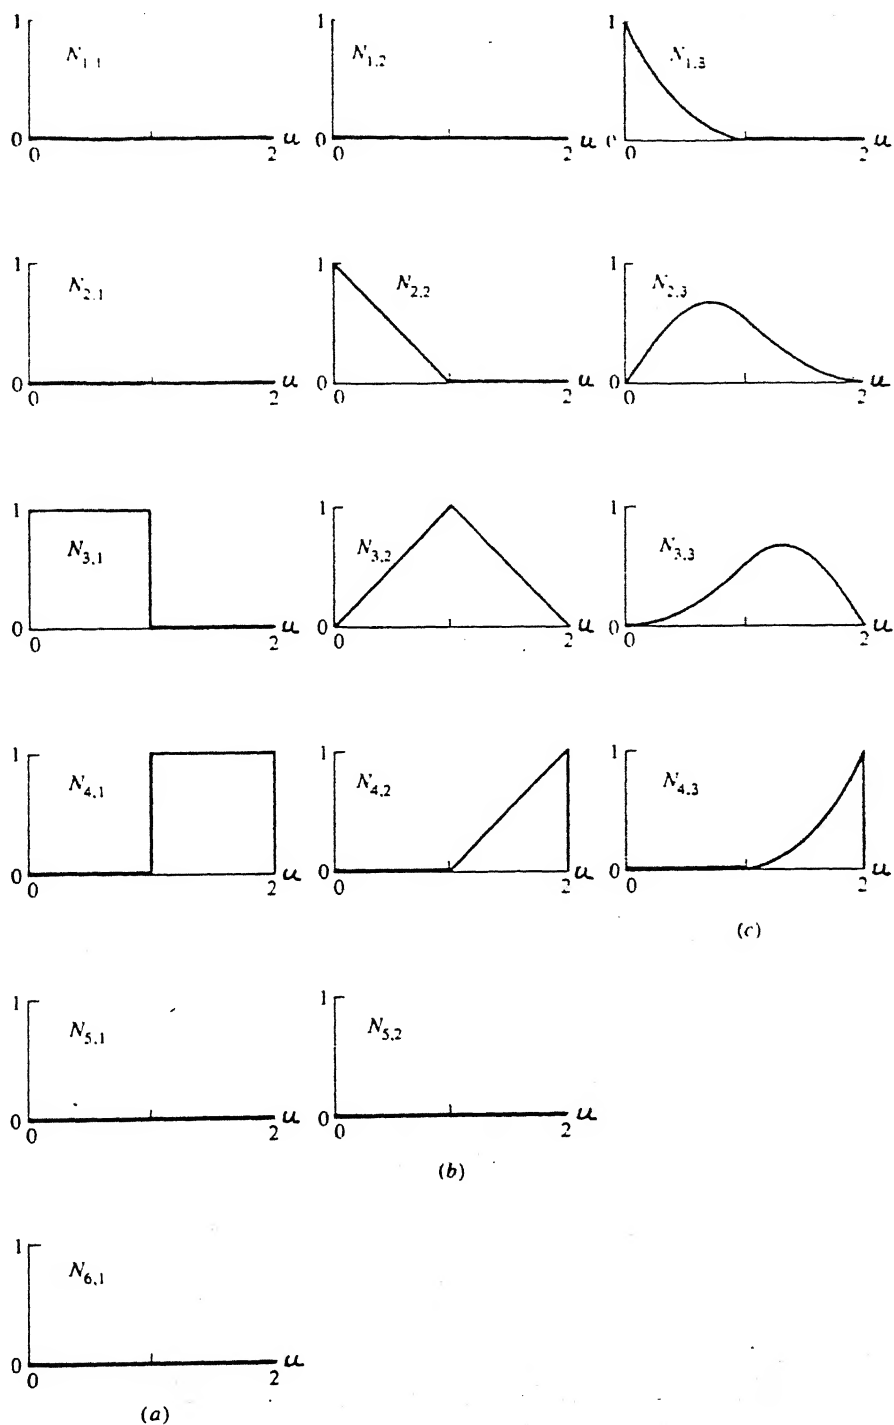 1 N1,1 0 0 2 u
1 N1,2 0 0 2 u
1 N1,3 0 2 u
1 N2,1 0 0 2 u
1 N2,2 0 0 2 u
1 N2,3 0 0 2 u
1 N3,1 0 0 2 u
1 N3,2 0 0 2 u
1 N3,3 0 0 2 u
1 N4,1 0 0 2 u
1 N4,2 0 0 2 u
1 N4,3 0 0 2 u
(c)
1 N5,1 0 0 2 u
1 N5,2 0 0 2 u
(b)
1 N6,1 0 0 2 u
(a)